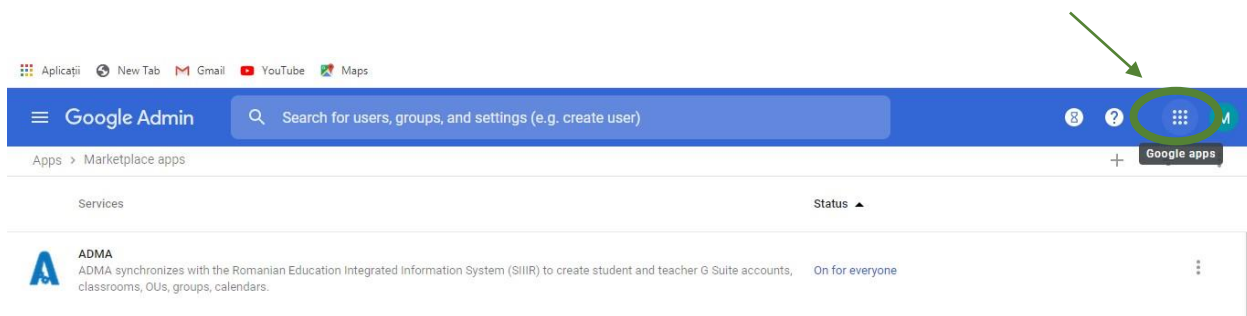 Aplicații New Tab Gmail YouTube Maps
Google Admin Search for users, groups, and settings (e.g. create user) ? M
Apps > Marketplace apps + Google apps
Services Status
ADMA
ADMA synchronizes with the Romanian Education Integrated Information System (SIIIR) to create student and teacher G Suite accounts, On for everyone
classrooms, OUs, groups, calendars.